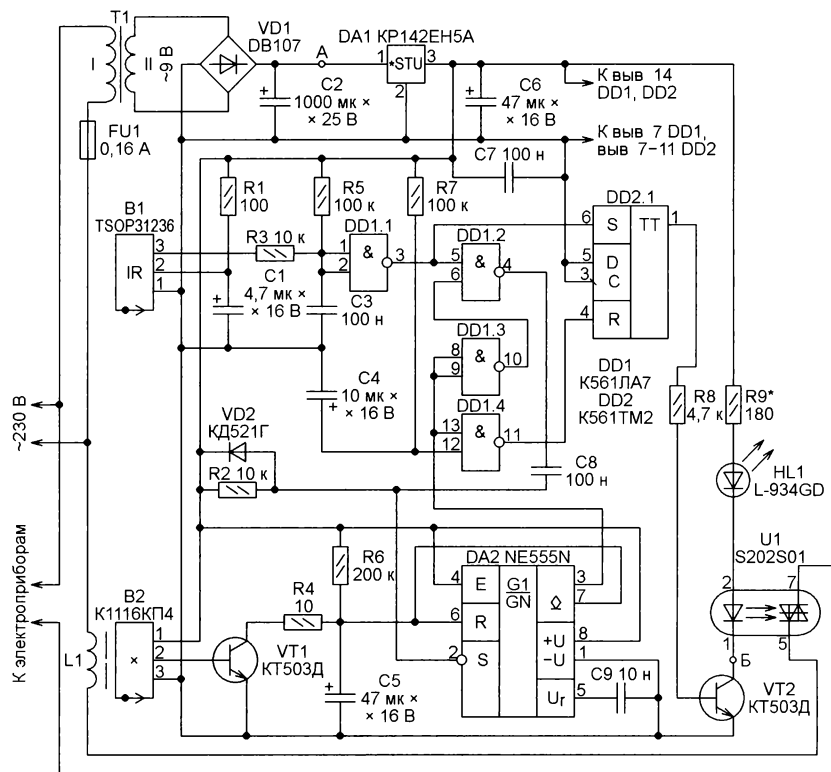 T1
I
II
~9 В
VD1
DB107
A
DA1 КР142ЕН5А
1
*STU
3
2
C2
1000 мк ×
× 25 В
C6
47 мк ×
× 16 В
К выв 14
DD1, DD2
К выв 7 DD1,
выв 7–11 DD2
FU1
0,16 А
C7 100 н
R1
100
R5
100 к
R7
100 к
B1
TSOP31236
IR
3
2
1
R3 10 к
DD1.1
1
2
&
3
C1
4,7 мк ×
× 16 В
C3
100 н
DD1.2
5
6
&
4
DD2.1
6
S
TT
1
5
D
3
C
4
R
DD1.3
8
9
&
10
C4
10 мк ×
× 16 В
DD1.4
13
12
&
11
DD1
К561ЛА7
DD2
К561ТМ2
R8
4,7 к
R9*
180
~230 В
VD2
КД521Г
R2 10 к
C8
100 н
HL1
L-934GD
К электроприборам
B2
К1116КП4
L1
×
1
2
3
R4
10
R6
200 к
VT1
КТ503Д
C5
47 мк ×
× 16 В
DA2 NE555N
4
E
G1
GN
3
7
6
R
2
S
+U
8
–U
1
Ur
5
C9 10 н
U1
S202S01
2
7
1
5
Б
VT2
КТ503Д